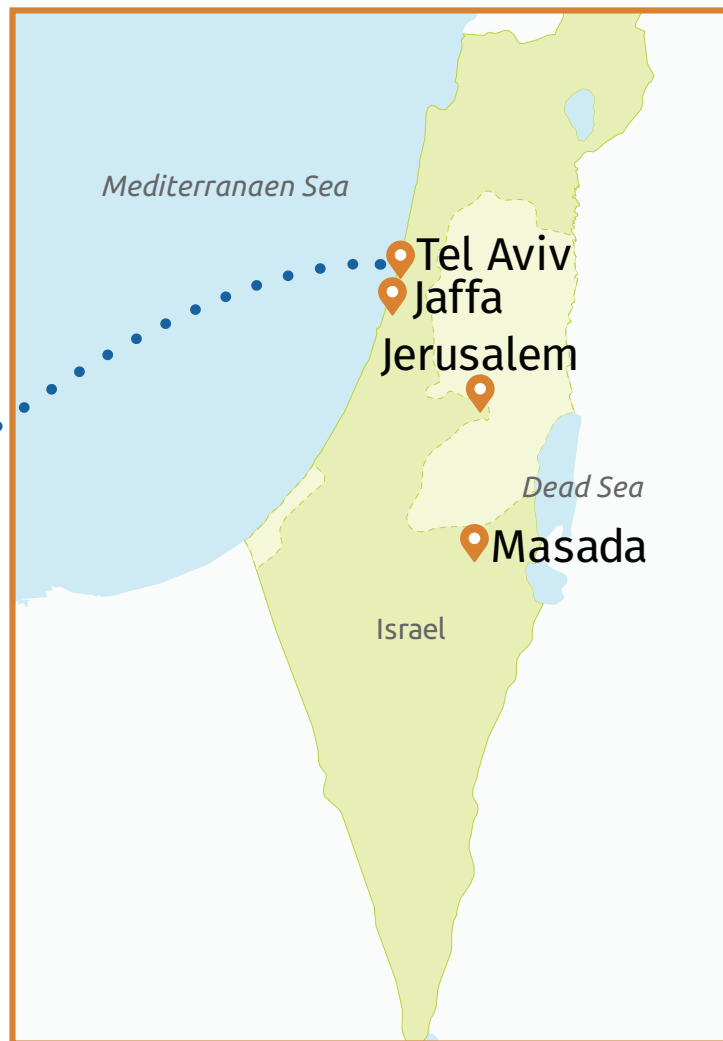 Mediterranaen Sea
Tel Aviv
Jaffa
Jerusalem
Dead Sea
Masada
Israel